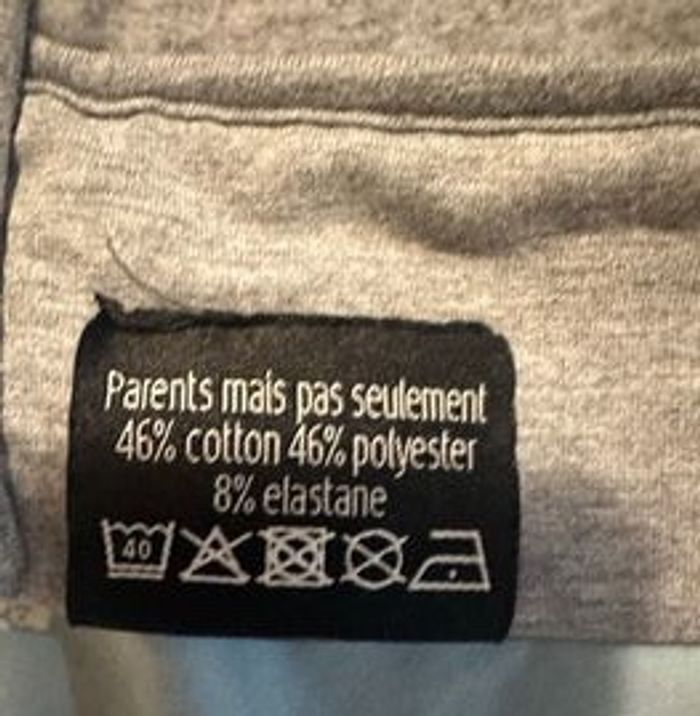 Parents mais pas seulement
46% cotton 46% polyester
8% elastane
40